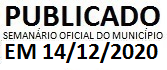 PUBLICADO
SEMANÁRIO OFICIAL DO MUNICÍPIO
EM 14/12/2020